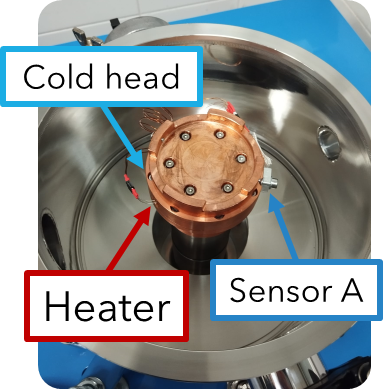 Cold head
Heater
Sensor A